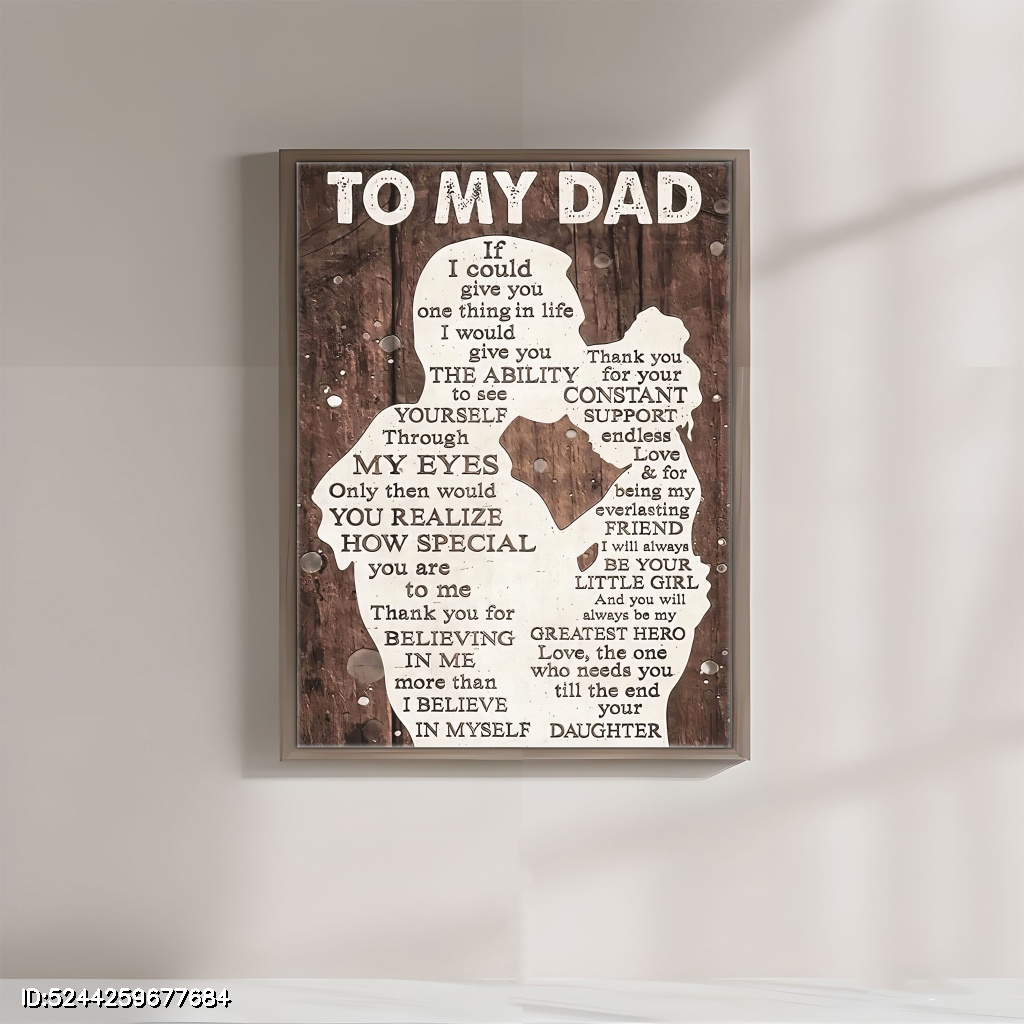 TO MY DAD
If
I could
give you
one thing in life
I would
give you
THE ABILITY
to see
YOURSELF
Through
MY EYES
Only then would
YOU REALIZE
HOW SPECIAL
you are
to me
Thank you for
BELIEVING
IN ME
more than
I BELIEVE
IN MYSELF
Thank you
for your
CONSTANT
SUPPORT
endless
Love
& for
being my
everlasting
FRIEND
I will always
BE YOUR
LITTLE GIRL
And you will
always be my
GREATEST HERO
Love, the one
who needs you
till the end
your
DAUGHTER
ID:5244259677684